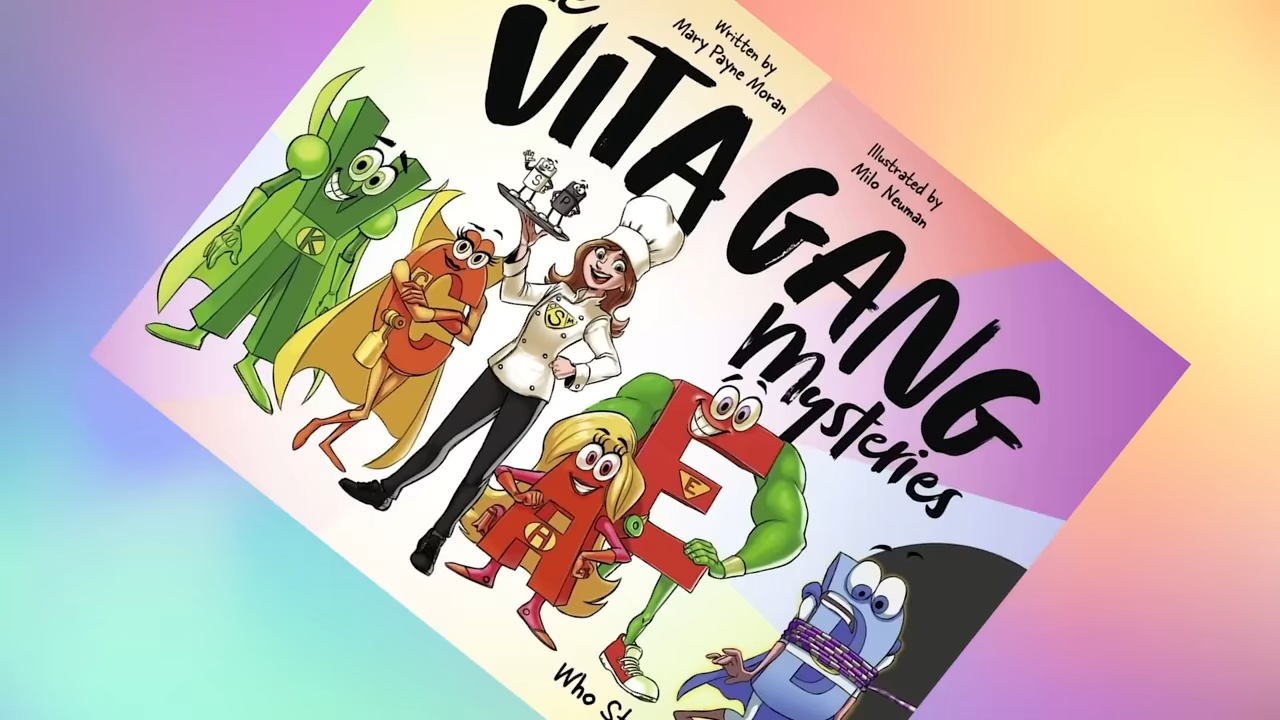 Written by
Mary Payne Moran
Illustrated by
Milo Neuman
VITA
GANG
mysteries
S
P
K
C
S
A
E
Who